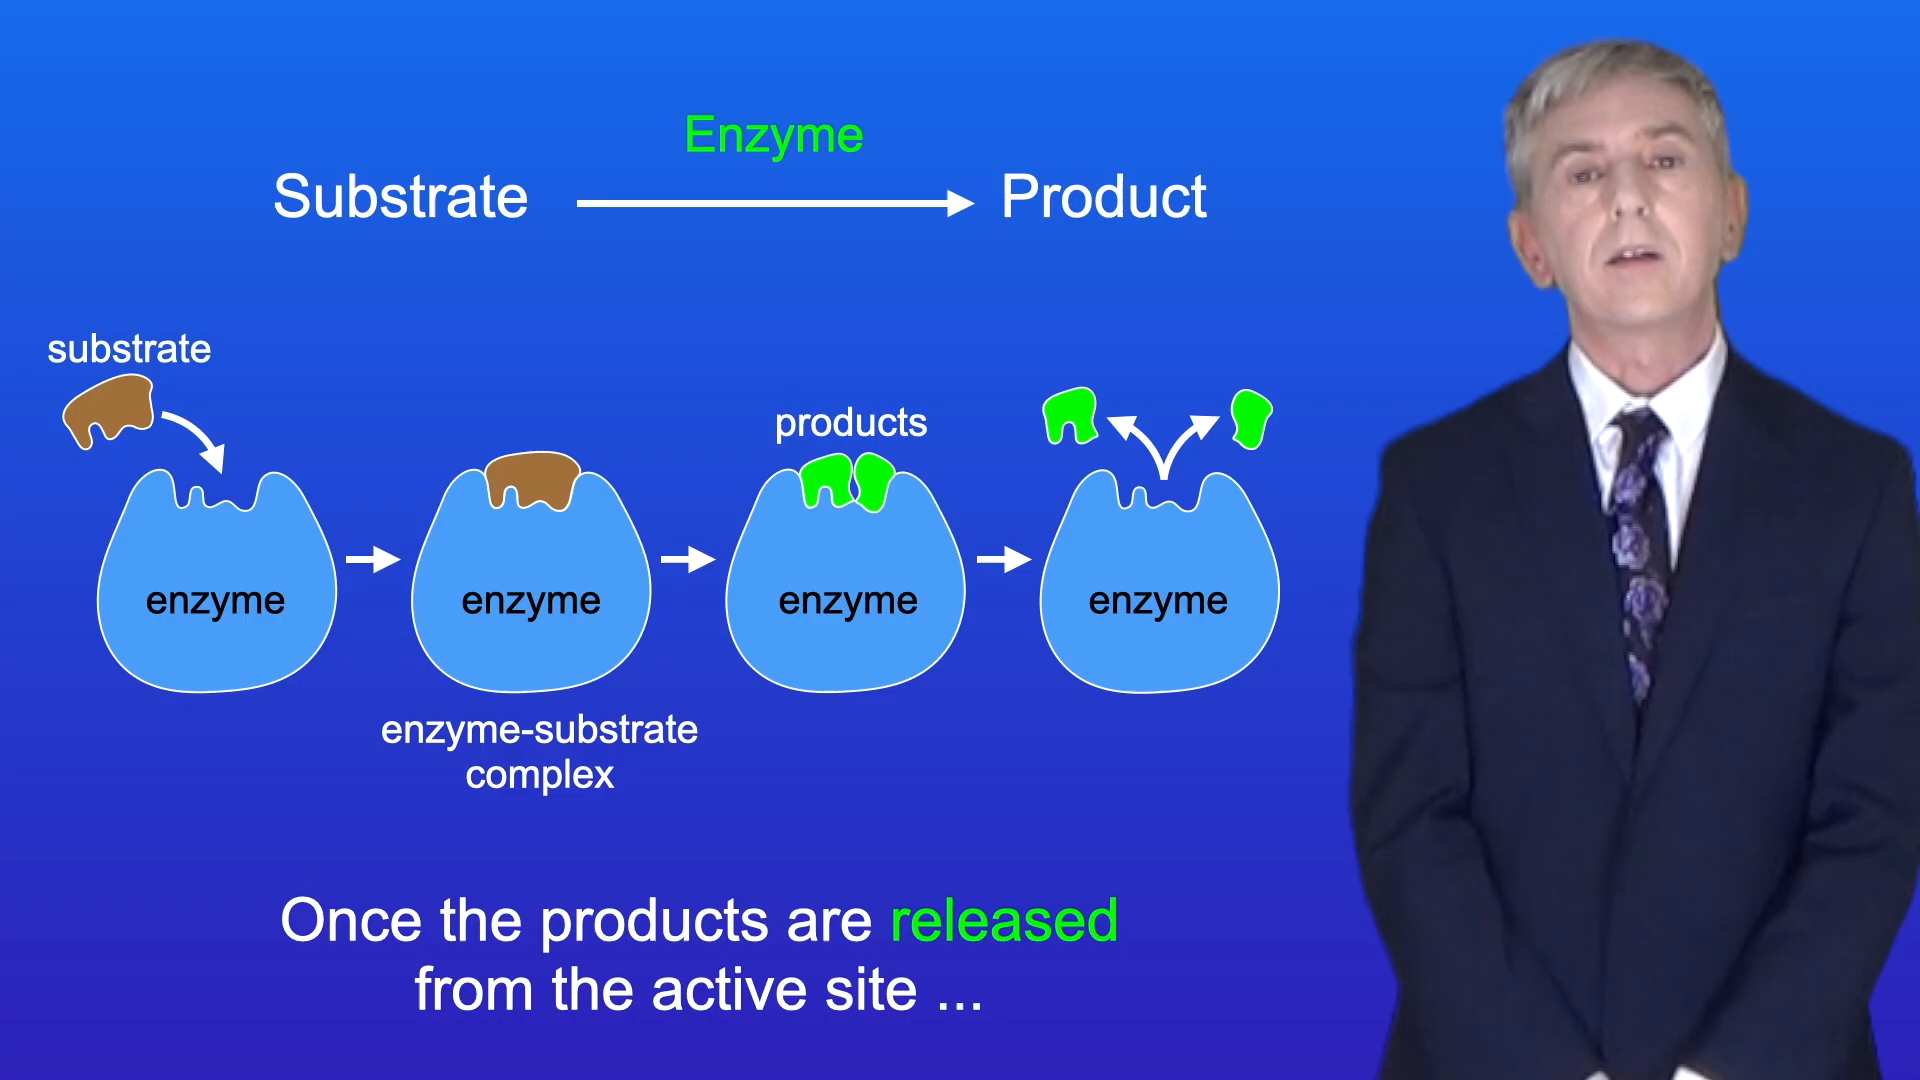 Enzyme
Substrate
Product
substrate
products
enzyme
enzyme
enzyme
enzyme
enzyme-substrate
complex
Once the products are released
from the active site ...